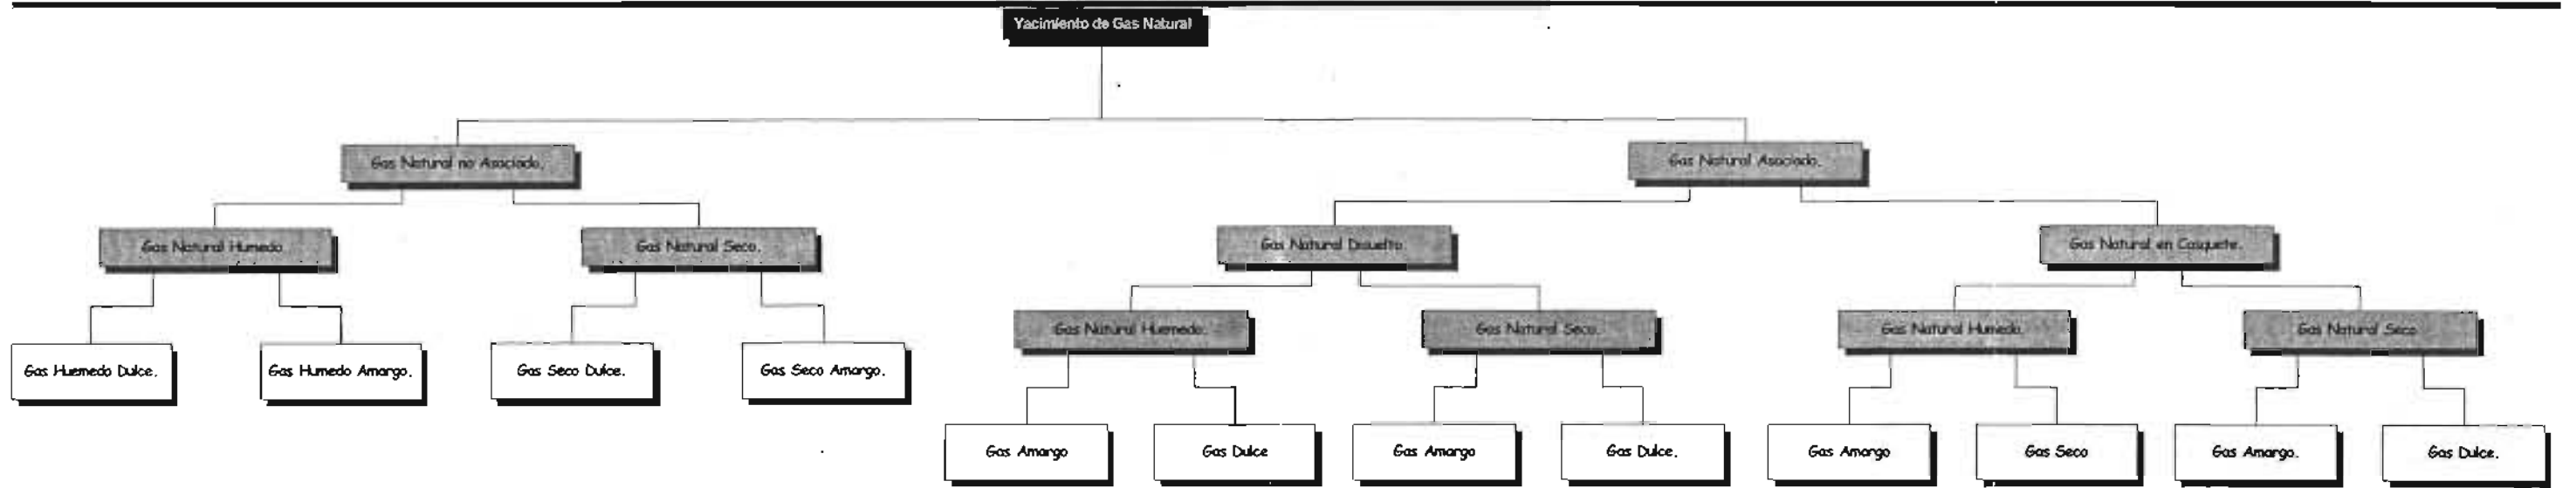 Yacimiento de Gas Natural
Gas Natural no Asociado.
Gas Natural Asociado.
Gas Natural Humedo
Gas Natural Seco.
Gas Natural Disuelto
Gas Natural en Casquete.
Gas Natural Huemedo.
Gas Natural Seco.
Gas Natural Humedo.
Gas Natural Seco
Gas Huemedo Dulce.
Gas Humedo Amargo.
Gas Seco Dulce.
Gas Seco Amargo.
Gas Amargo
Gas Dulce
Gas Amargo
Gas Dulce.
Gas Amargo
Gas Seco
Gas Amargo.
Gas Dulce.